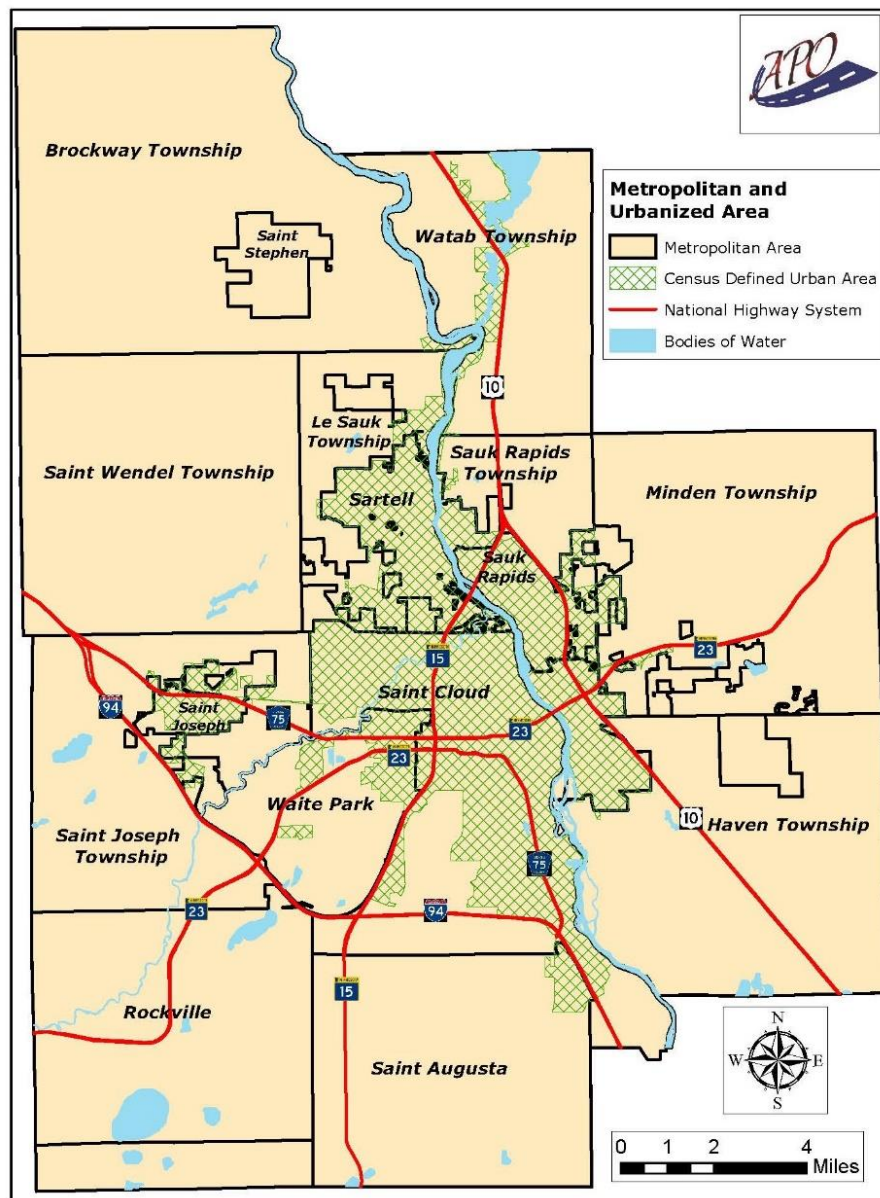 APO
Brockway Township
Saint
Stephen
Watab Township
Metropolitan and
Urbanized Area
Metropolitan Area
Census Defined Urban Area
National Highway System
Bodies of Water
10
Le Sauk
Township
Saint Wendel Township
Sartell
Sauk Rapids
Township
Minden Township
Sauk
Rapids
23
15
94
Saint
Joseph
75
Saint Cloud
23
23
Waite Park
10
Haven Township
Saint Joseph
Township
75
23
94
15
Rockville
Saint Augusta
N
W
E
S
0 1 2 4
Miles